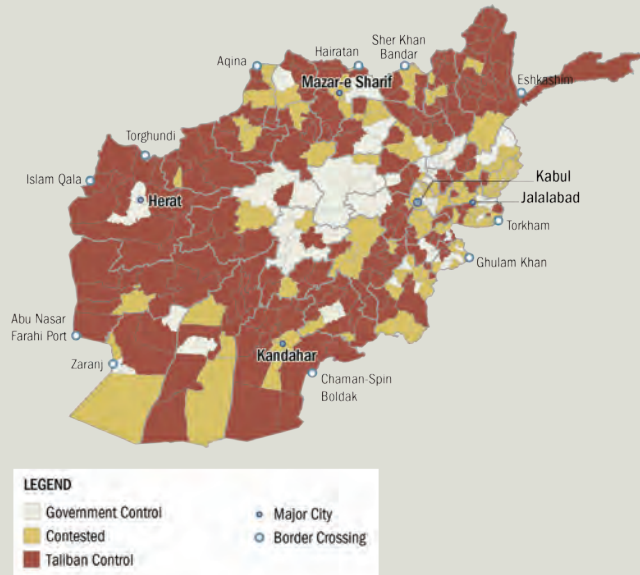 Sher Khan
Bandar
Hairatan
Aqina
Mazar-e Sharif
Eshkashim
Torghundi
Islam Qala
Kabul
Herat
Jalalabad
Torkham
Ghulam Khan
Abu Nasar
Farahi Port
Kandahar
Zaranj
Chaman-Spin
Boldak
LEGEND
Government Control
Contested
Taliban Control
Major City
Border Crossing